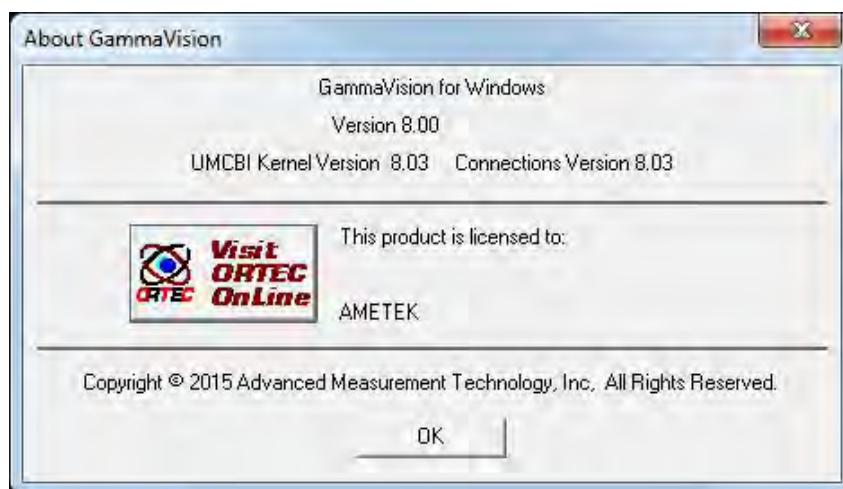 About GammaVision
GammaVision for Windows
Version 8.00
UMCBI Kernel Version 8.03 Connections Version 8.03
Visit
ORTEC
OnLine
ORTEC
This product is licensed to:
AMETEK
Copyright © 2015 Advanced Measurement Technology, Inc, All Rights Reserved.
OK